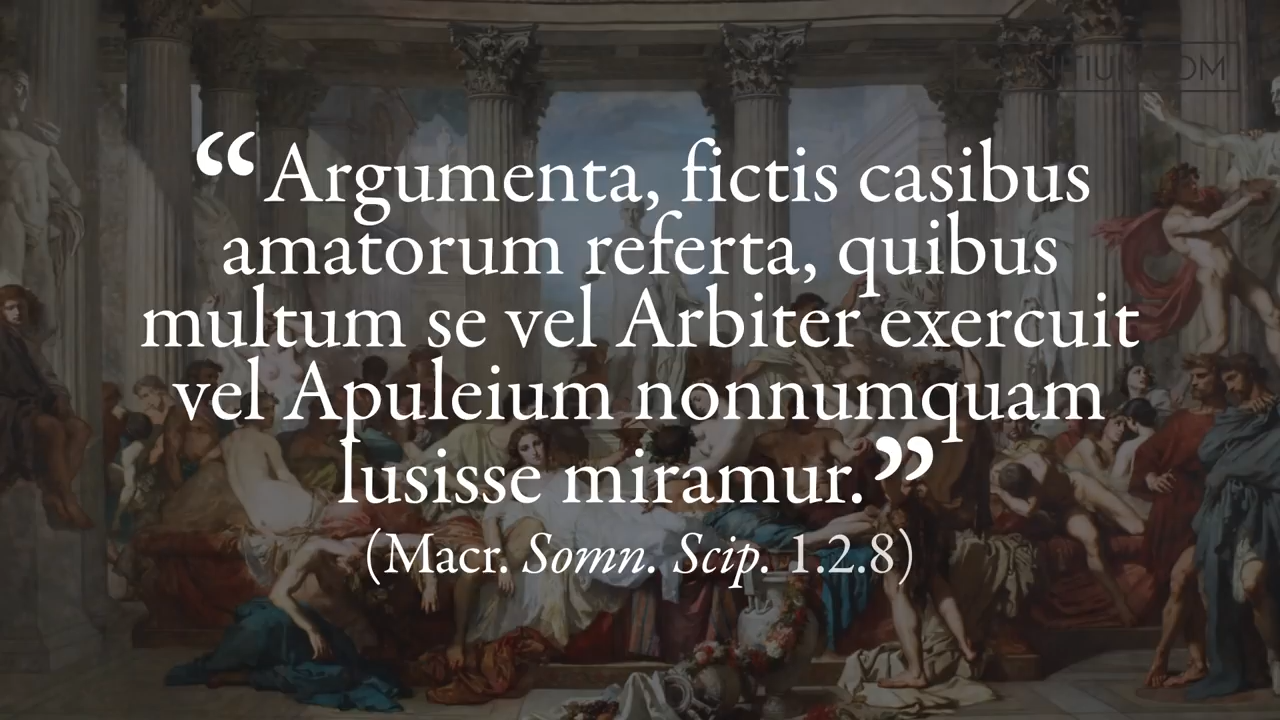 “Argumenta, fictis casibus
amatorum referta, quibus
multum se vel Arbiter exercuit
vel Apuleium nonnumquam
lusisse miramur.”
(Macr. Somn. Scip. 1.2.8)